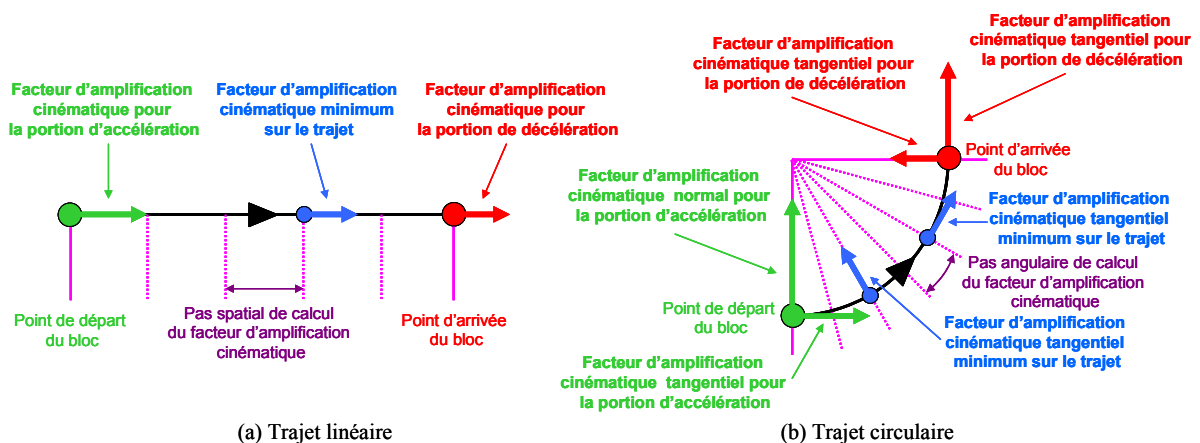 Facteur d'amplification
cinématique pour
la portion d'accélération
Facteur d'amplification
cinématique minimum
sur le trajet
Facteur d'amplification
cinématique pour
la portion de décélération
Point de départ
du bloc
Pas spatial de calcul
du facteur d'amplification
cinématique
Point d'arrivée
du bloc
(a) Trajet linéaire
Facteur d'amplification
cinématique tangentiel pour
la portion de décélération
Facteur d'amplification
cinématique tangentiel pour
la portion de décélération
Point d'arrivée
du bloc
Facteur d'amplification
cinématique normal pour
la portion d'accélération
Facteur d'amplification
cinématique tangentiel
minimum sur le trajet
Pas angulaire de calcul
du facteur d'amplification
cinématique
Point de départ
du bloc
Facteur d'amplification
cinématique tangentiel
minimum sur le trajet
Facteur d'amplification
cinématique tangentiel pour
la portion d'accélération
(b) Trajet circulaire